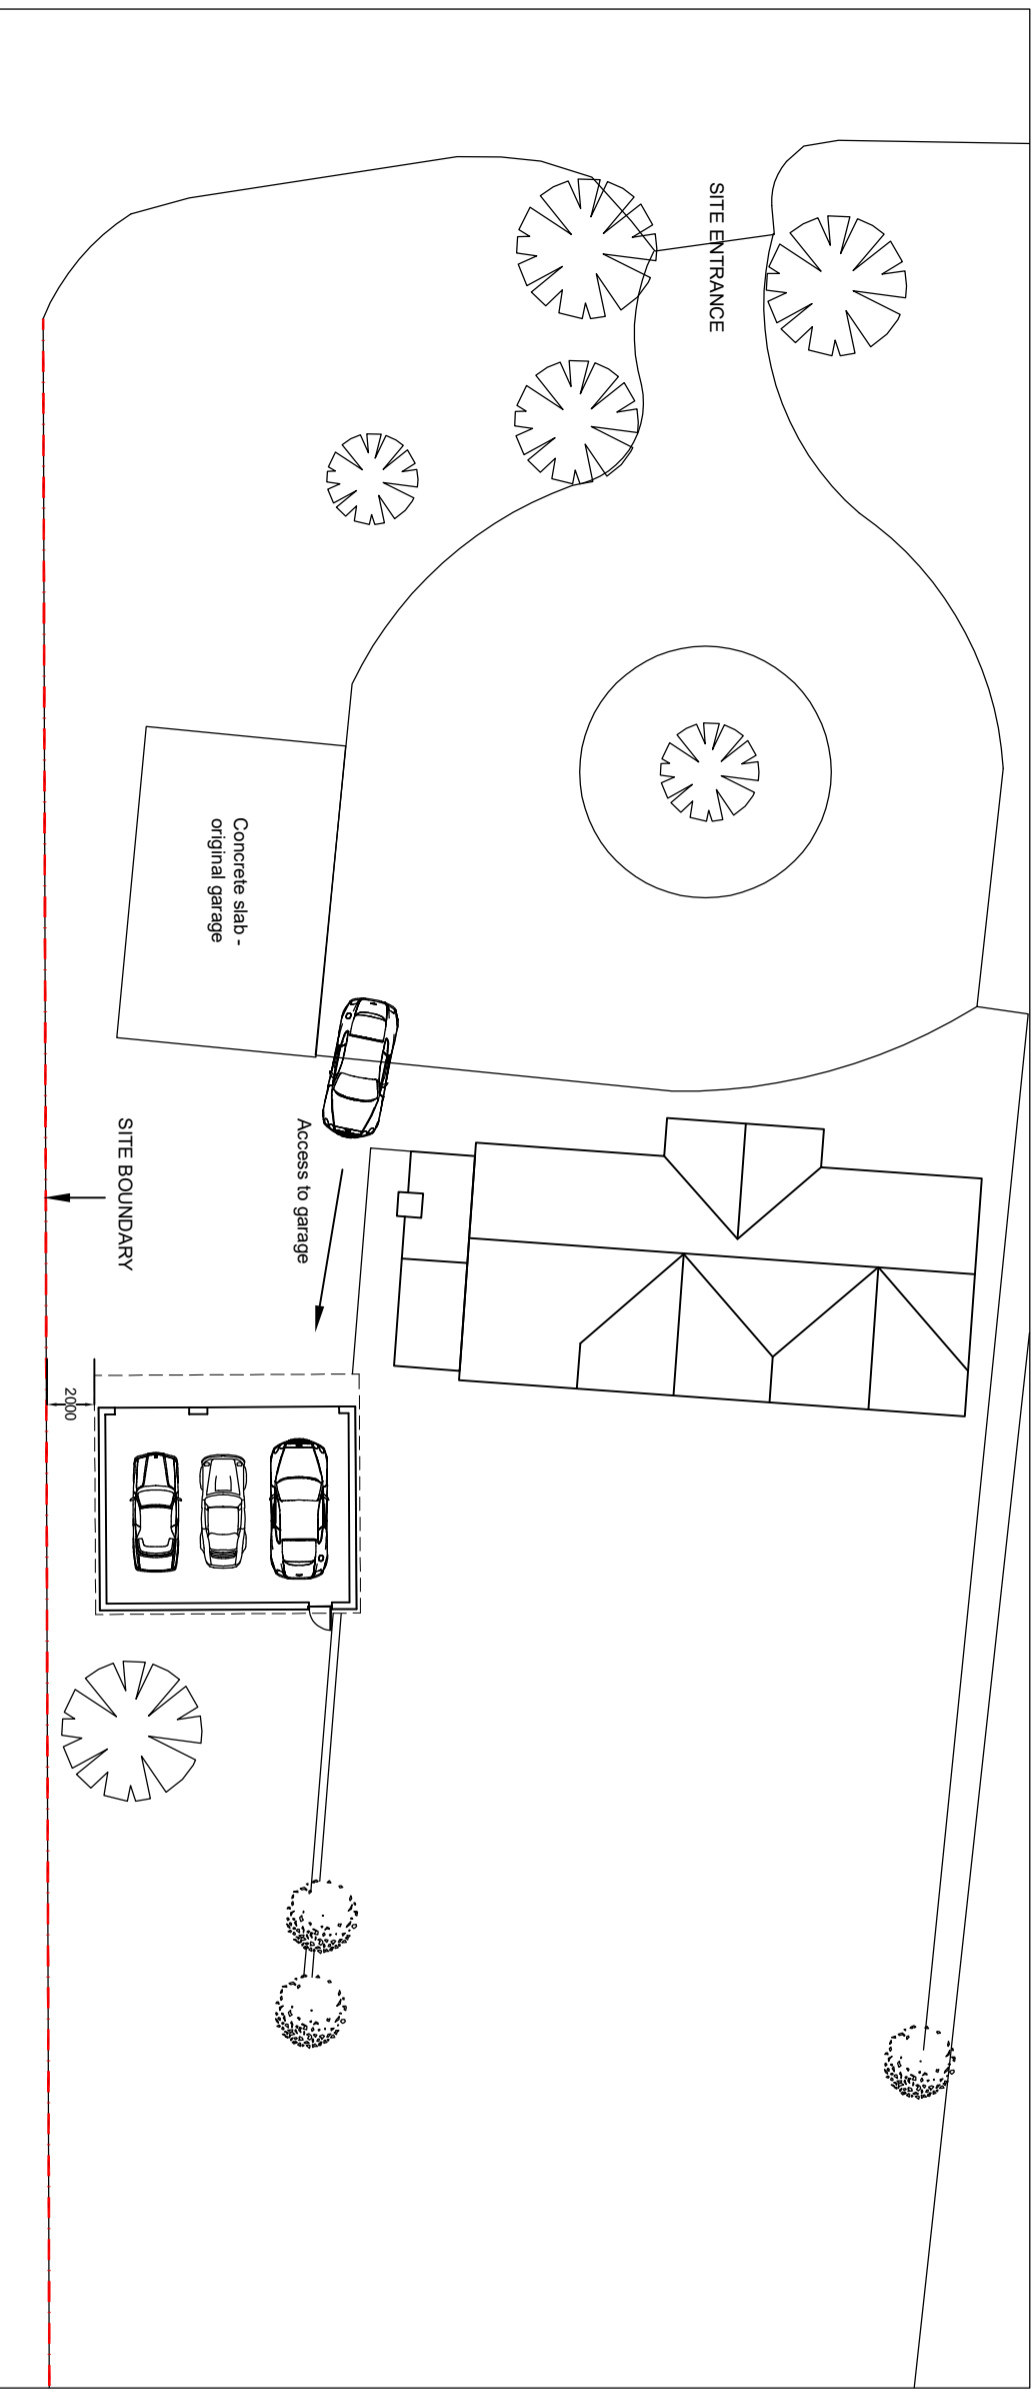 SITE ENTRANCE
Concrete slab -
original garage
Access to garage
SITE BOUNDARY
2000